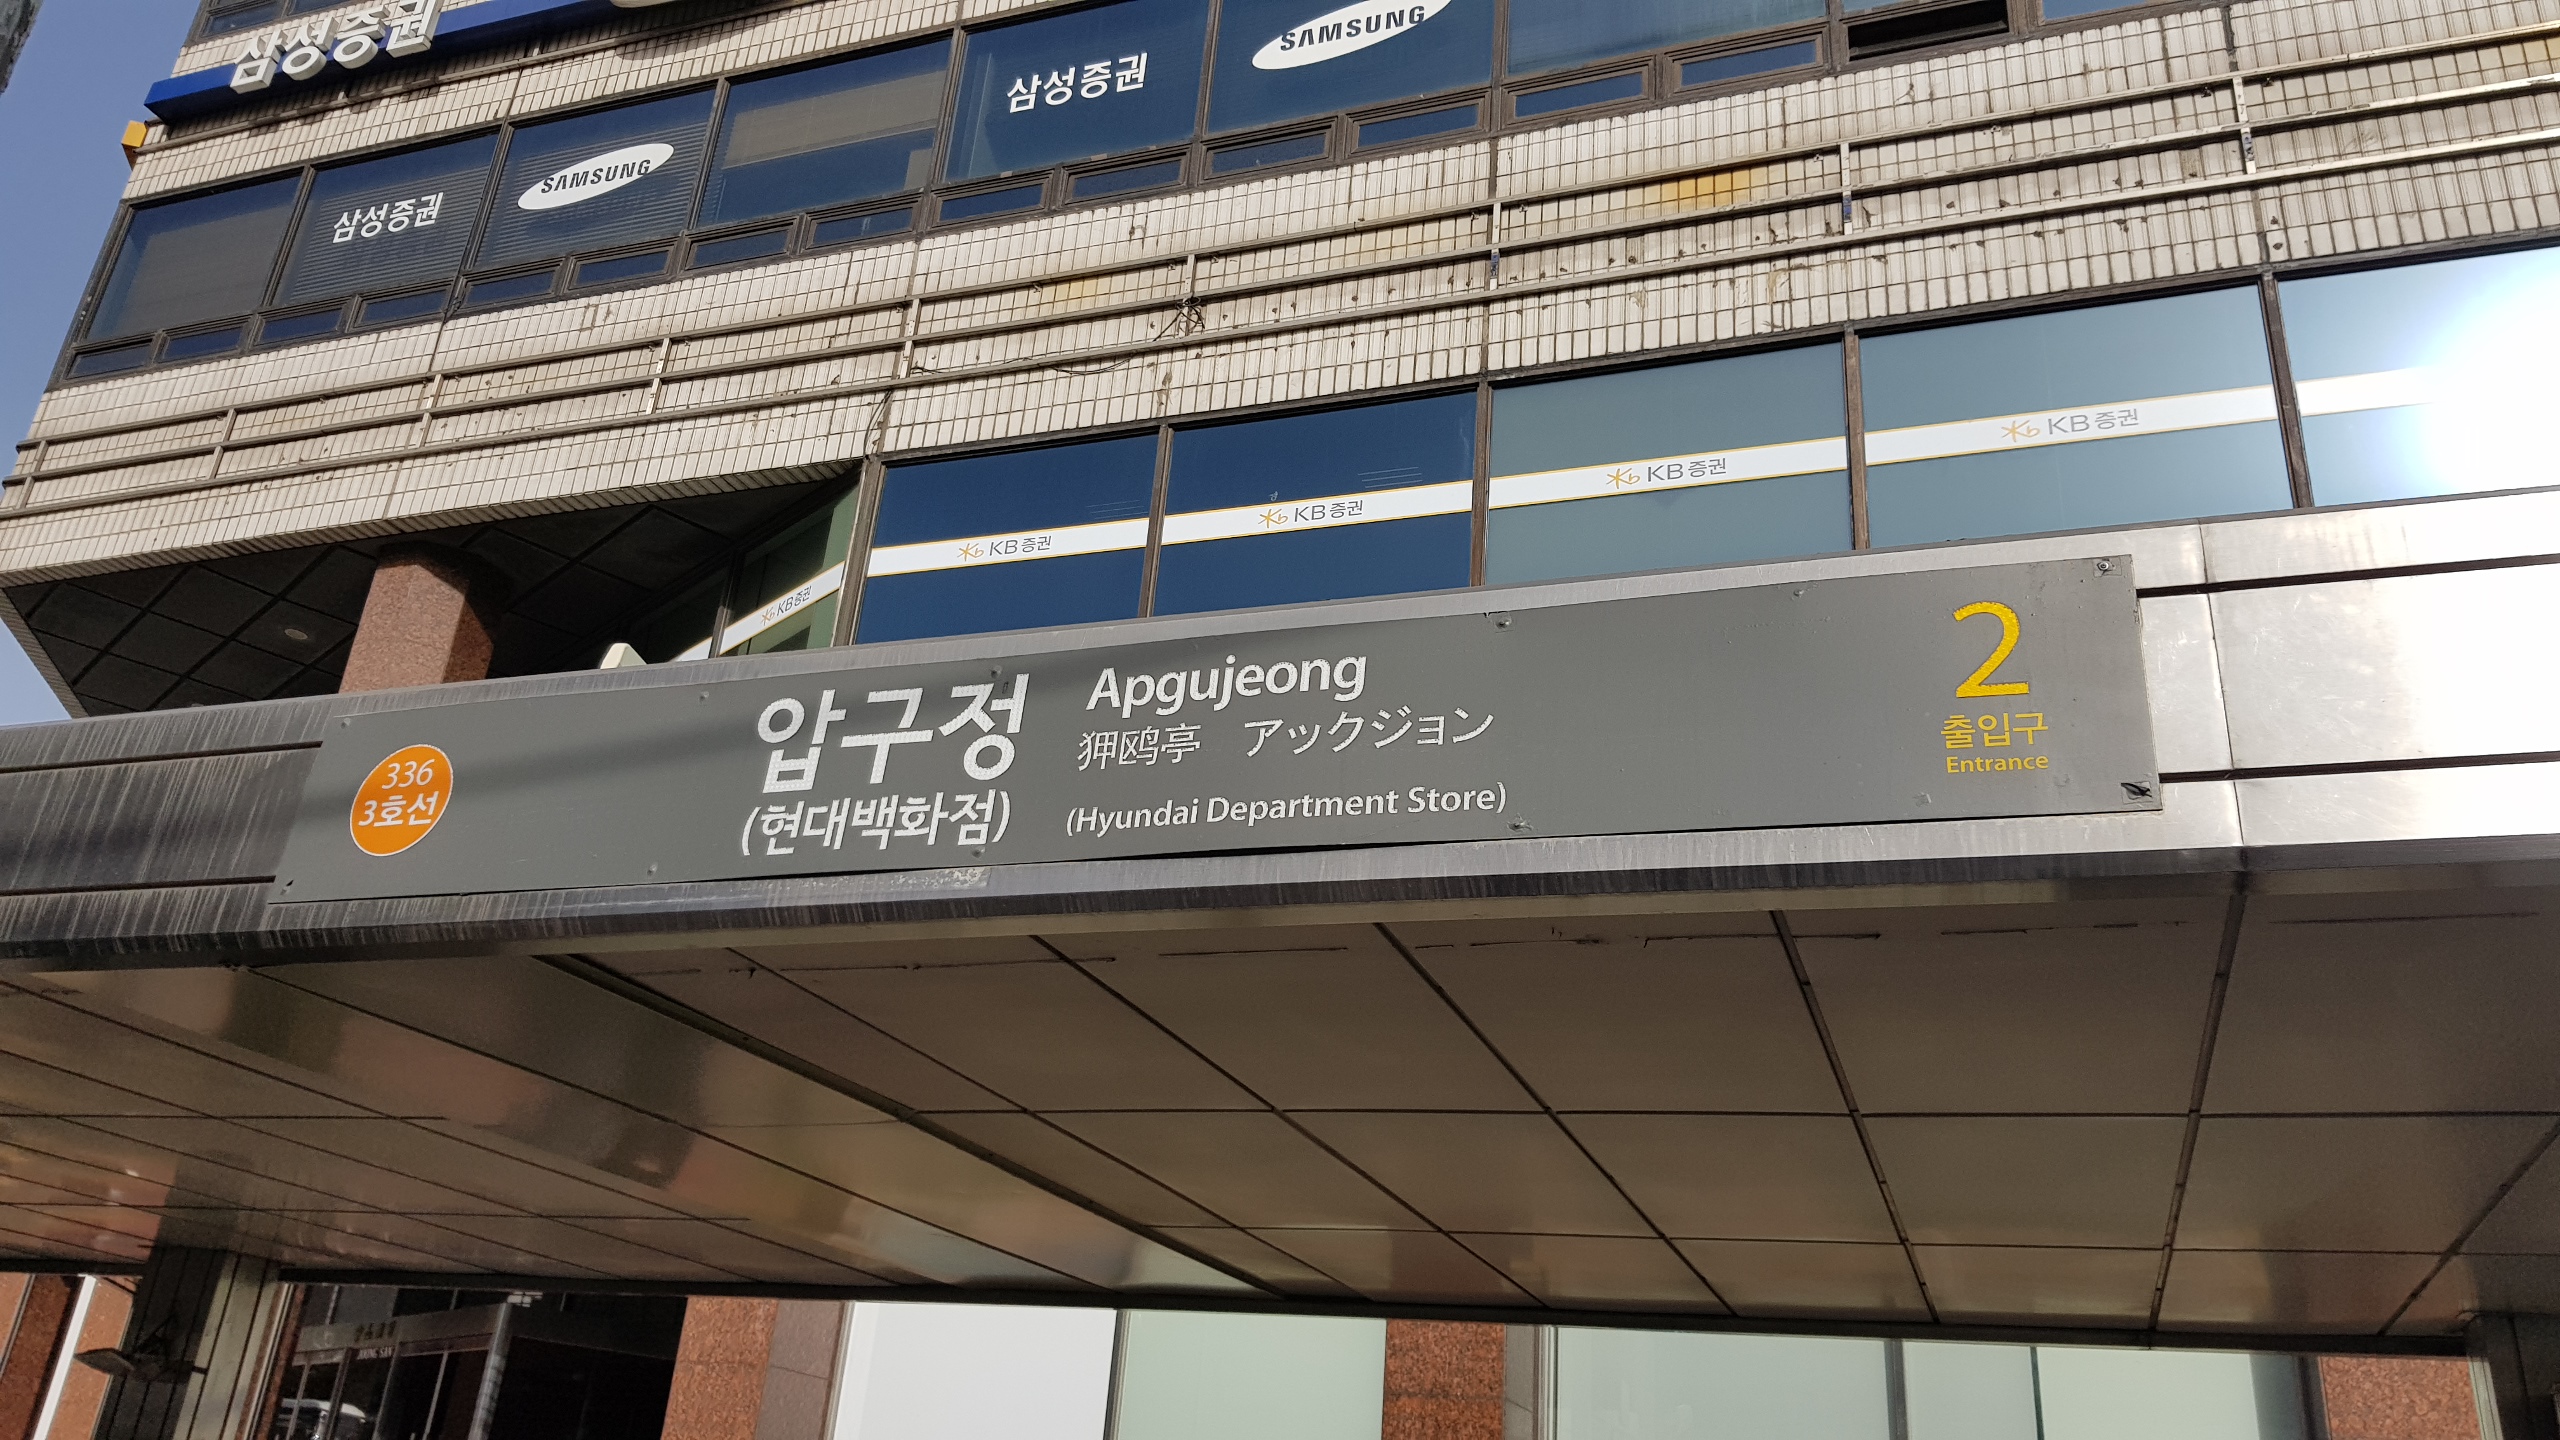 삼성증권
SAMSUNG
삼성증권
SAMSUNG
삼성증권
KB증권
KB증권
KB증권
KB증권
KB증권
336
3호선
압구정
(현대백화점)
Apgujeong
狎鸥亭 アックジョン
(Hyundai Department Store)
2
출입구
Entrance